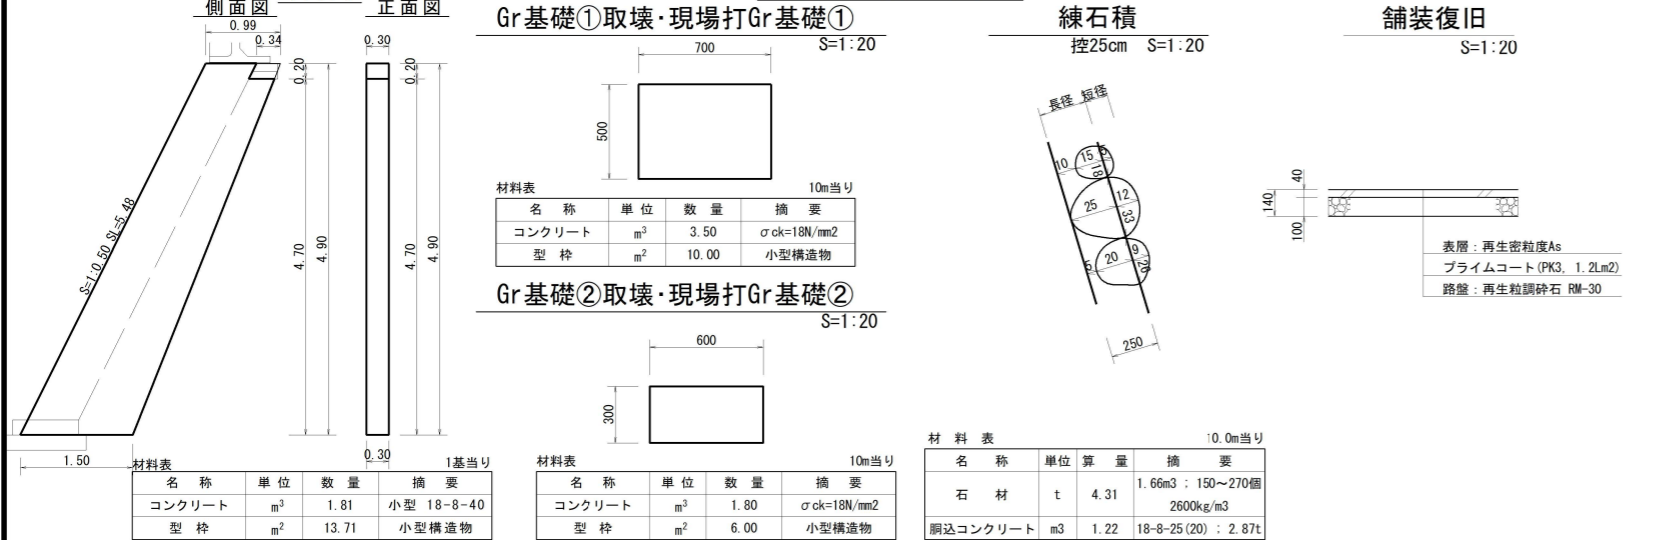 側面図
正面図
0.99
0.34
0.20
4.70
4.90
S=1:0.50 SL=5.48
1.50
0.30
0.20
4.70
4.90
0.30
材料表 1基当り
名 称 単位 数 量 摘 要
コンクリート m³ 1.81 小型 18-8-40
型 枠 m² 13.71 小型構造物
Gr基礎①取壊・現場打Gr基礎①
S=1:20
700
500
材料表 10m当り
名 称 単位 数 量 摘 要
コンクリート m³ 3.50 σck=18N/mm2
型 枠 m² 10.00 小型構造物
Gr基礎②取壊・現場打Gr基礎②
S=1:20
600
300
材料表 10m当り
名 称 単位 数 量 摘 要
コンクリート m³ 1.80 σck=18N/mm2
型 枠 m² 6.00 小型構造物
練石積
控25cm S=1:20
長径 短径
10 15 5
18
25 12
33
5 20 9
26
250
材 料 表 10.0m当り
名 称 単位 算 量 摘 要
石 材 t 4.31 1.66m3 : 150～270個
2600kg/m3
胴込コンクリート m3 1.22 18-8-25(20) : 2.87t
舗装復旧
S=1:20
40
140
100
表層：再生密粒度As
プライムコート(PK3, 1.2Lm2)
路盤：再生粒調砕石 RM-30